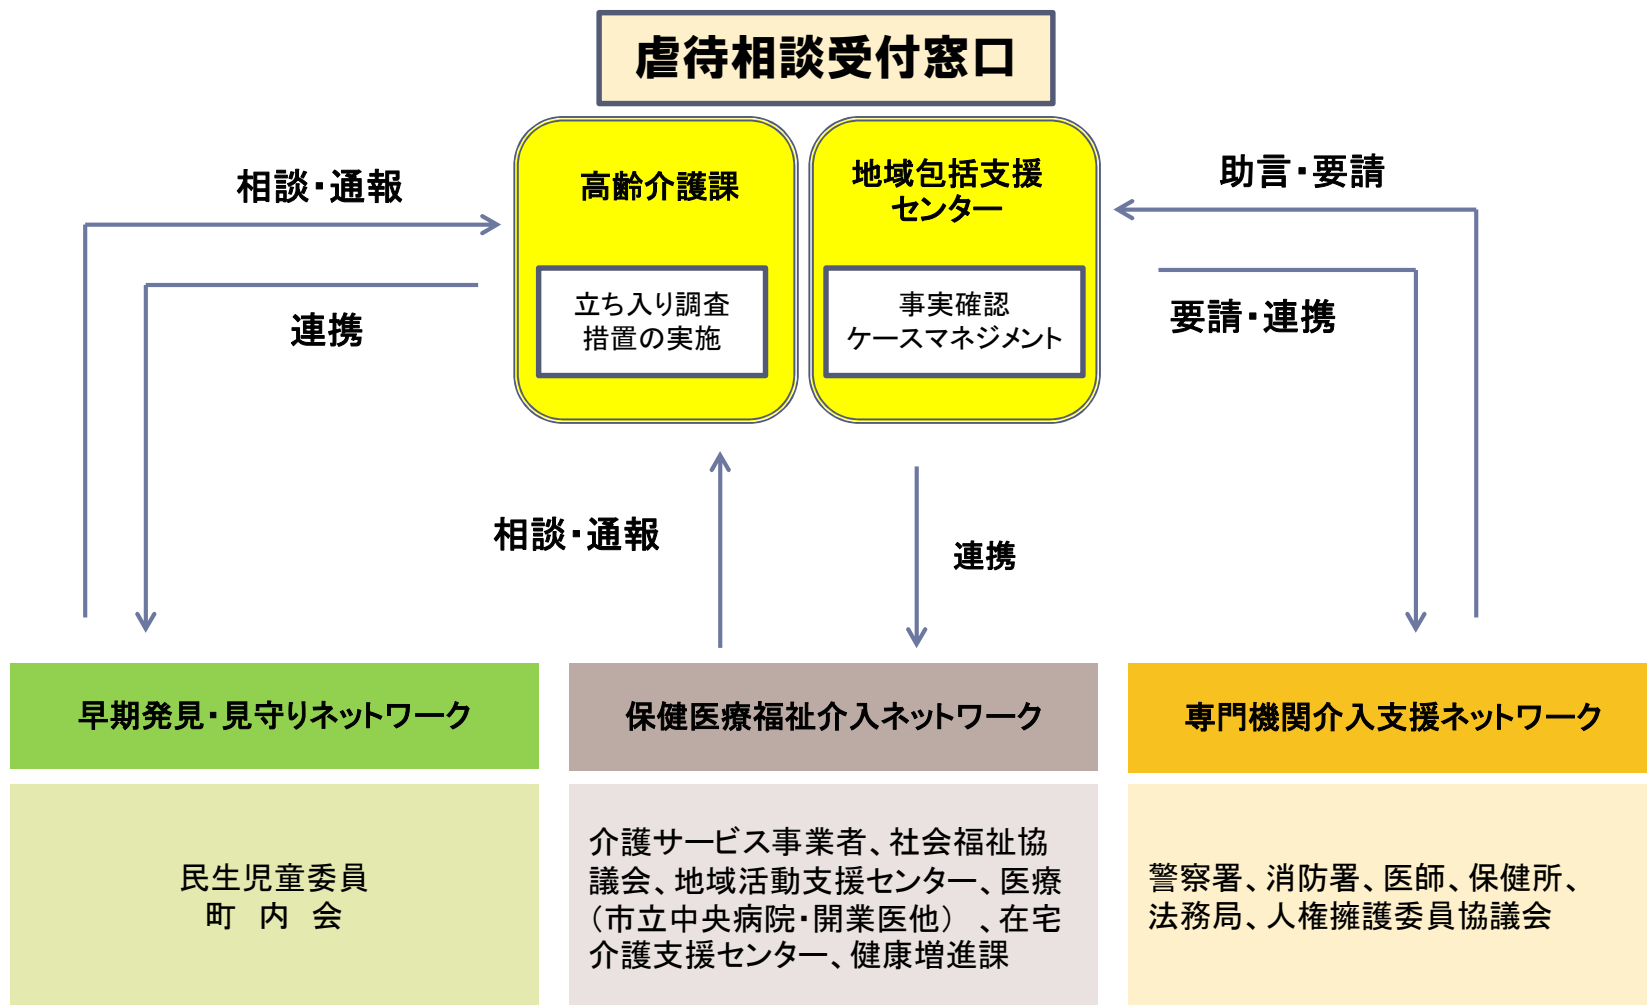 虐待相談受付窓口
高齢介護課
立ち入り調査
措置の実施
地域包括支援
センター
事実確認
ケースマネジメント
相談・通報
連携
助言・要請
要請・連携
相談・通報
連携
早期発見・見守りネットワーク
民生児童委員
町　内　会
保健医療福祉介入ネットワーク
介護サービス事業者、社会福祉協
議会、地域活動支援センター、医療
（市立中央病院・開業医他）　、在宅
介護支援センター、健康増進課
専門機関介入支援ネットワーク
警察署、消防署、医師、保健所、
法務局、人権擁護委員協議会